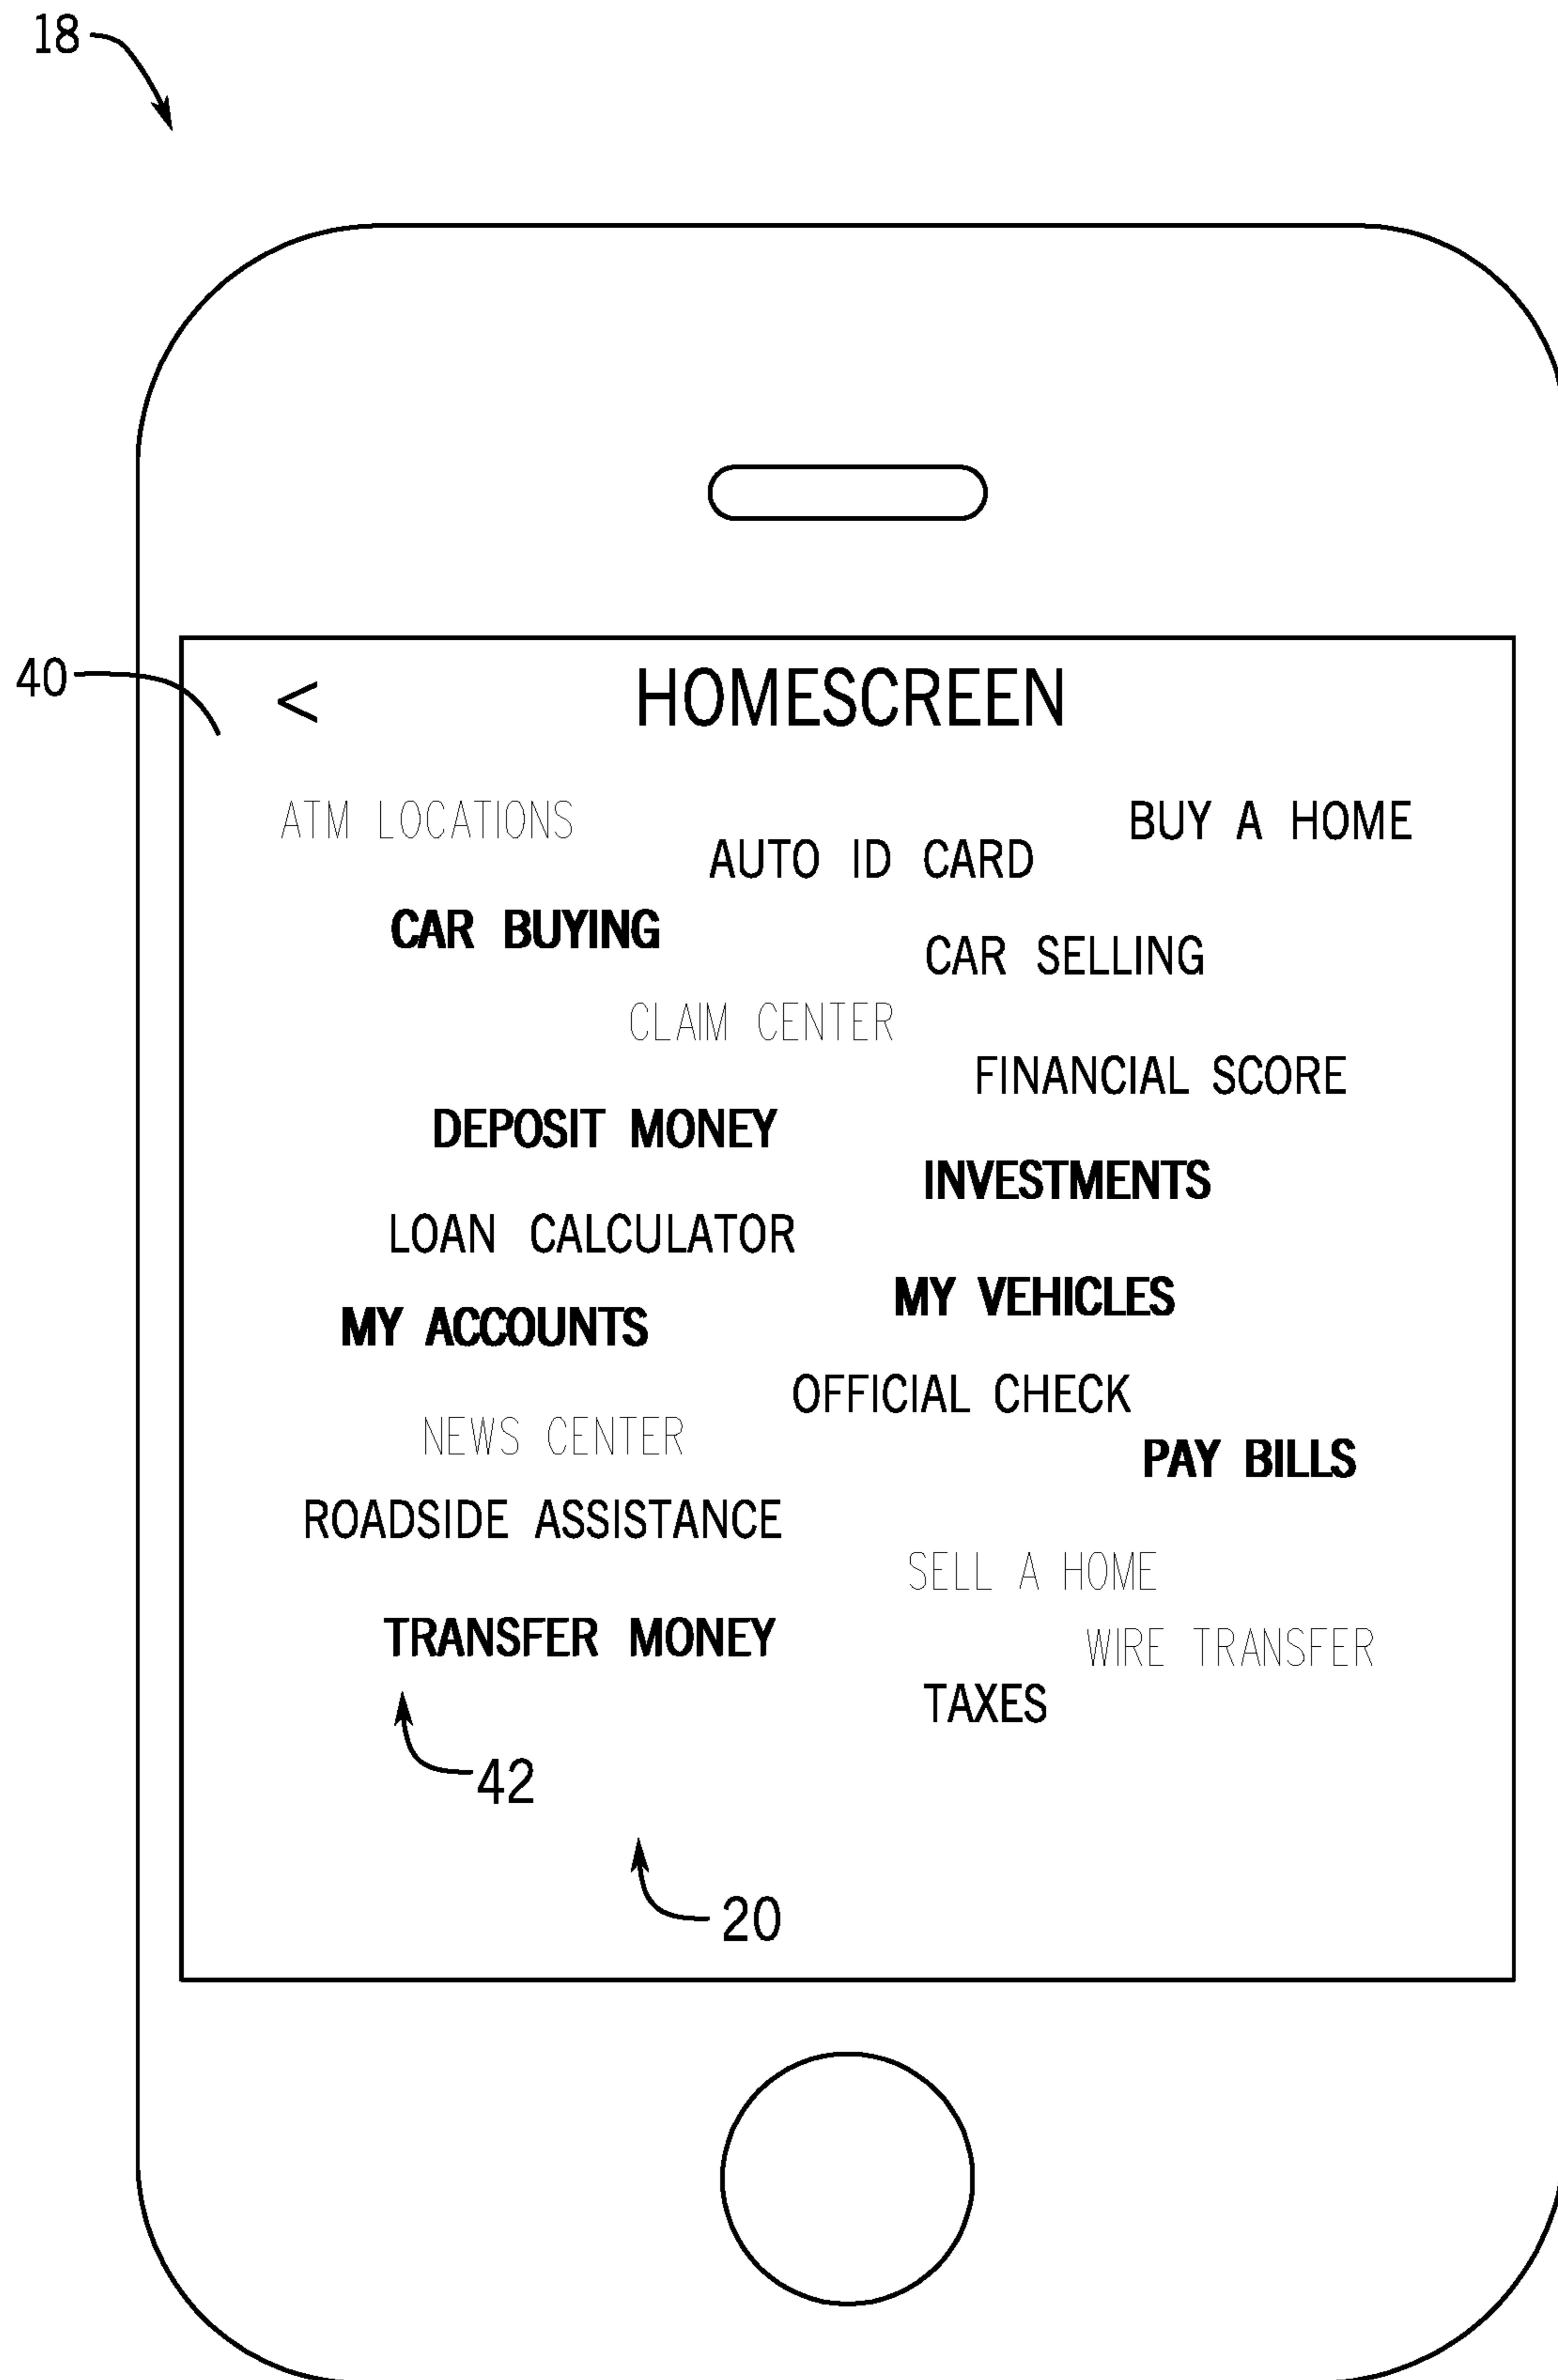 18
40
< HOMESCREEN
ATM LOCATIONS
BUY A HOME
AUTO ID CARD
CAR BUYING
CAR SELLING
CLAIM CENTER
FINANCIAL SCORE
DEPOSIT MONEY
INVESTMENTS
LOAN CALCULATOR
MY VEHICLES
MY ACCOUNTS
OFFICIAL CHECK
NEWS CENTER
PAY BILLS
ROADSIDE ASSISTANCE
SELL A HOME
TRANSFER MONEY
WIRE TRANSFER
TAXES
42
20